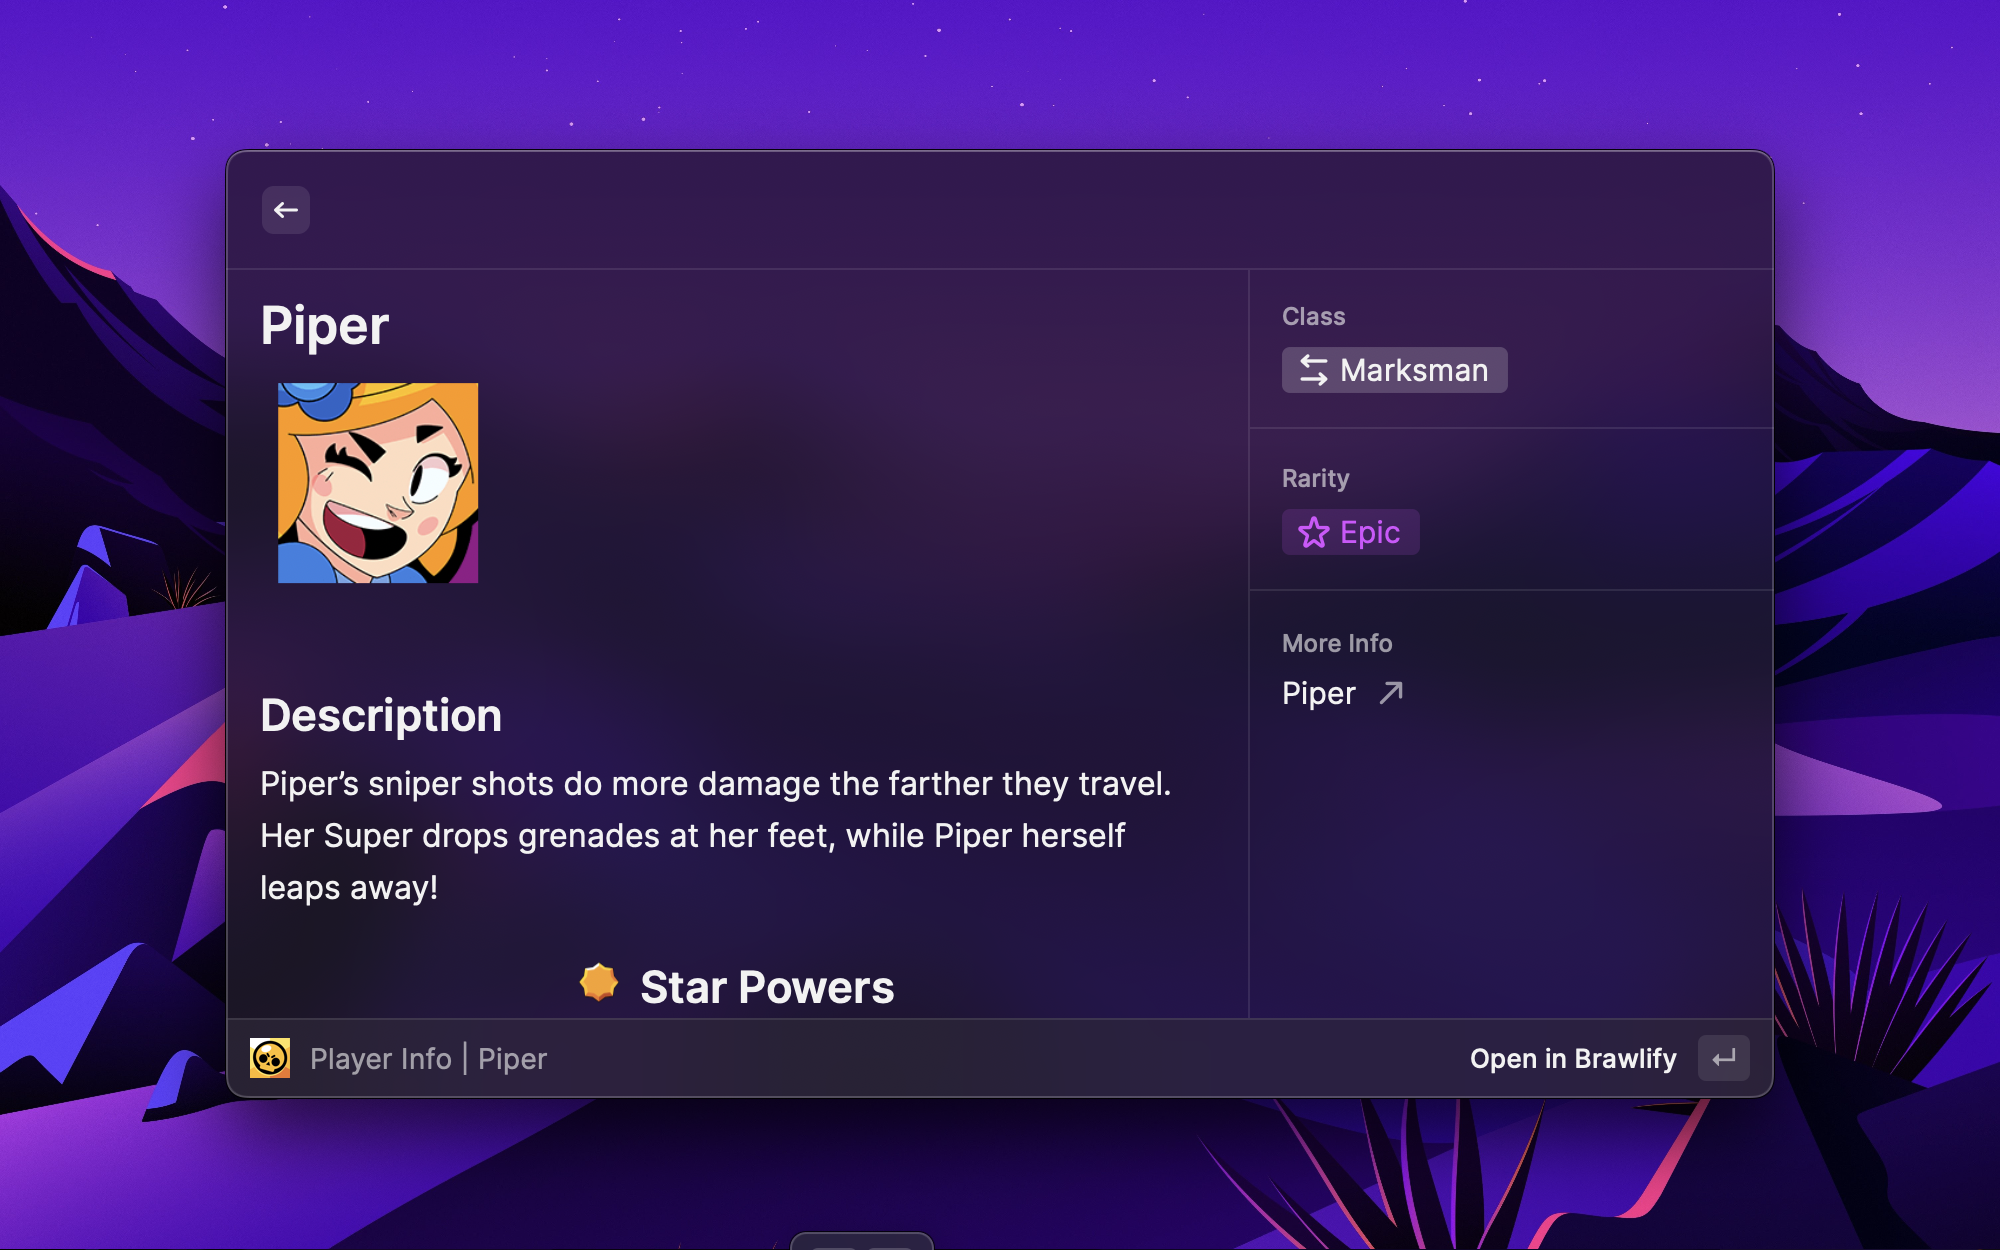 Piper
Class
Marksman
Rarity
Epic
More Info
Piper
Description
Piper’s sniper shots do more damage the farther they travel.
Her Super drops grenades at her feet, while Piper herself
leaps away!
Star Powers
Player Info | Piper
Open in Brawlify